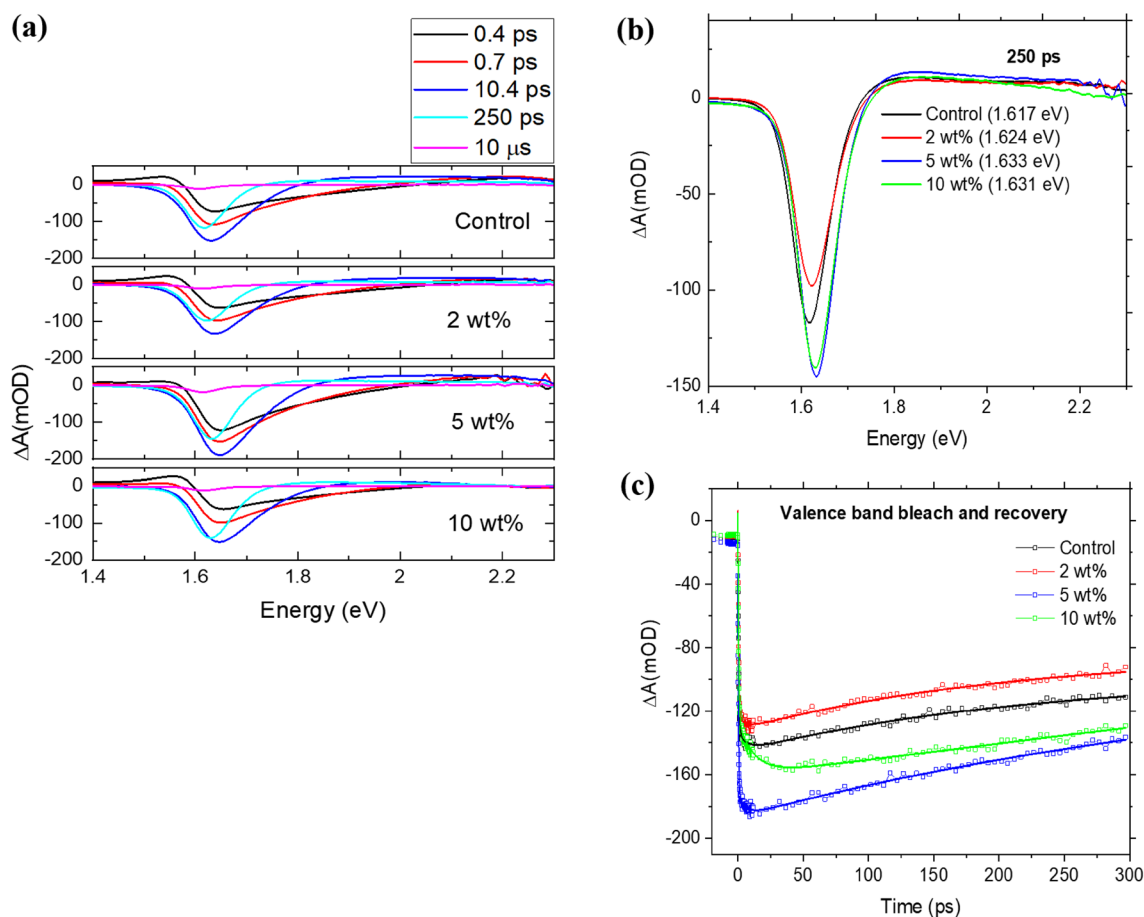 (a)
0.4 ps
0.7 ps
10.4 ps
250 ps
10 μs
0
-100
-200
Control
0
-100
-200
2 wt%
0
-100
-200
5 wt%
0
-100
-200
10 wt%
ΔA(mOD)
1.4 1.6 1.8 2 2.2
Energy (eV)
(b)
250 ps
Control (1.617 eV)
2 wt% (1.624 eV)
5 wt% (1.633 eV)
10 wt% (1.631 eV)
0
-50
-100
-150
ΔA(mOD)
1.4 1.6 1.8 2 2.2
Energy (eV)
(c)
Valence band bleach and recovery
Control
2 wt%
5 wt%
10 wt%
0
-40
-80
-120
-160
-200
ΔA(mOD)
0 50 100 150 200 250 300
Time (ps)